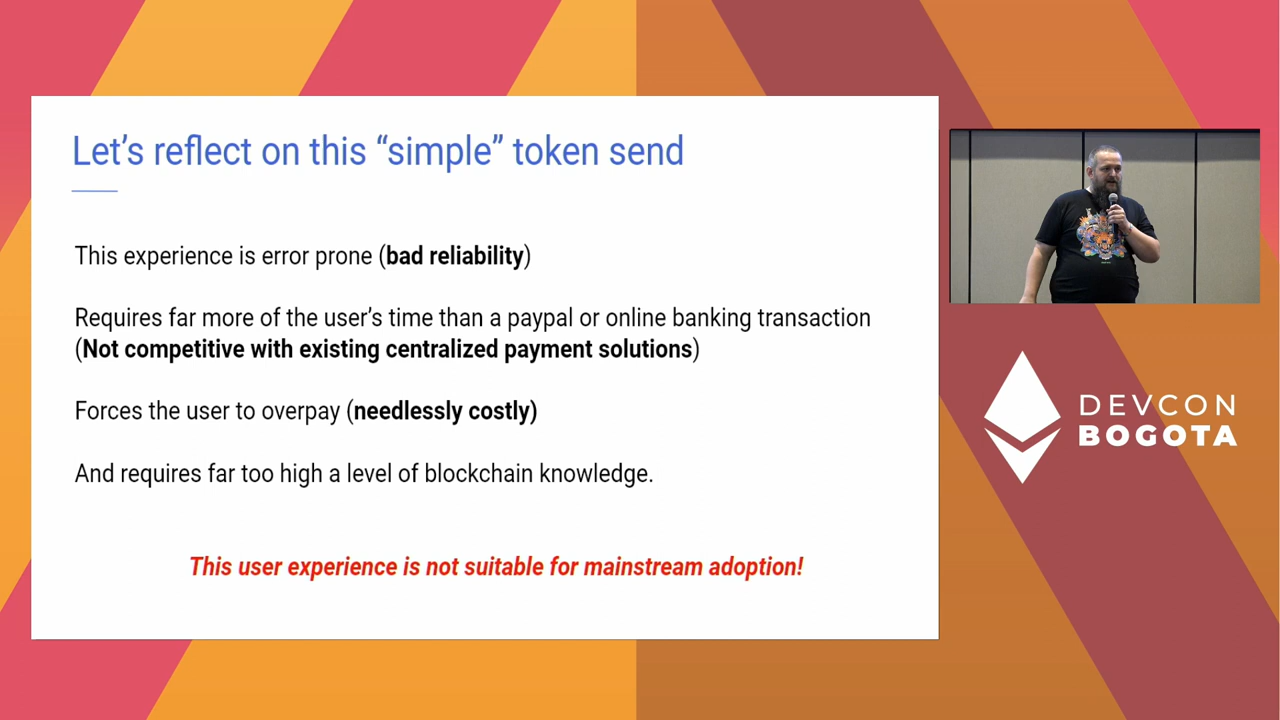 Let’s reflect on this “simple” token send
This experience is error prone (bad reliability)
Requires far more of the user’s time than a paypal or online banking transaction
(Not competitive with existing centralized payment solutions)
Forces the user to overpay (needlessly costly)
And requires far too high a level of blockchain knowledge.
This user experience is not suitable for mainstream adoption!
DEVCON
BOGOTA